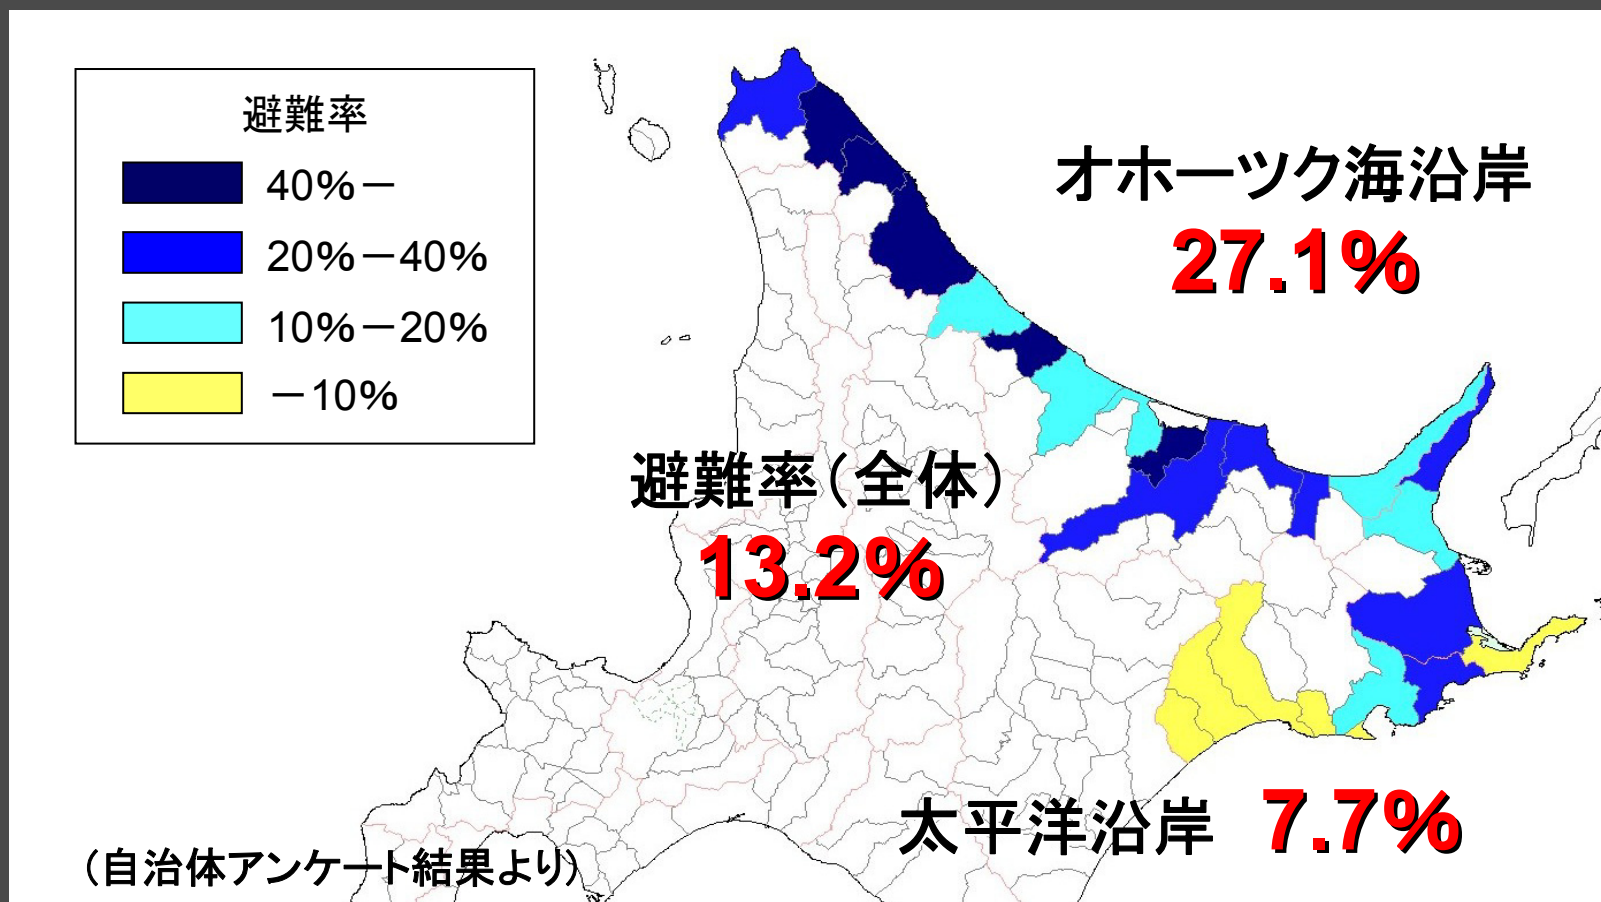 避難率
40%－
20%－40%
10%－20%
－10%
オホーツク海沿岸
27.1%
避難率（全体）
13.2%
太平洋沿岸 7.7%
（自治体アンケート結果より）